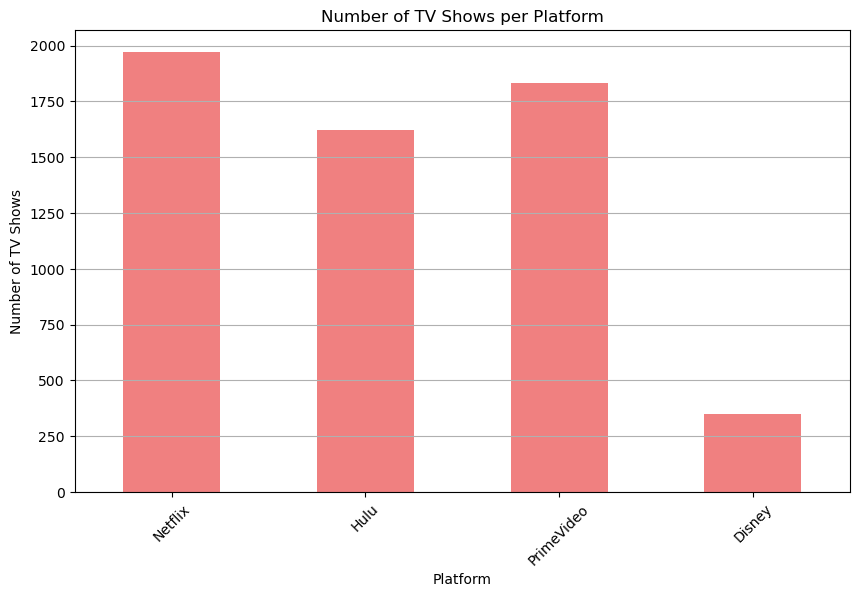 Number of TV Shows per Platform
Number of TV Shows
2000
1750
1500
1250
1000
750
500
250
0
Netflix
Hulu
PrimeVideo
Disney
Platform